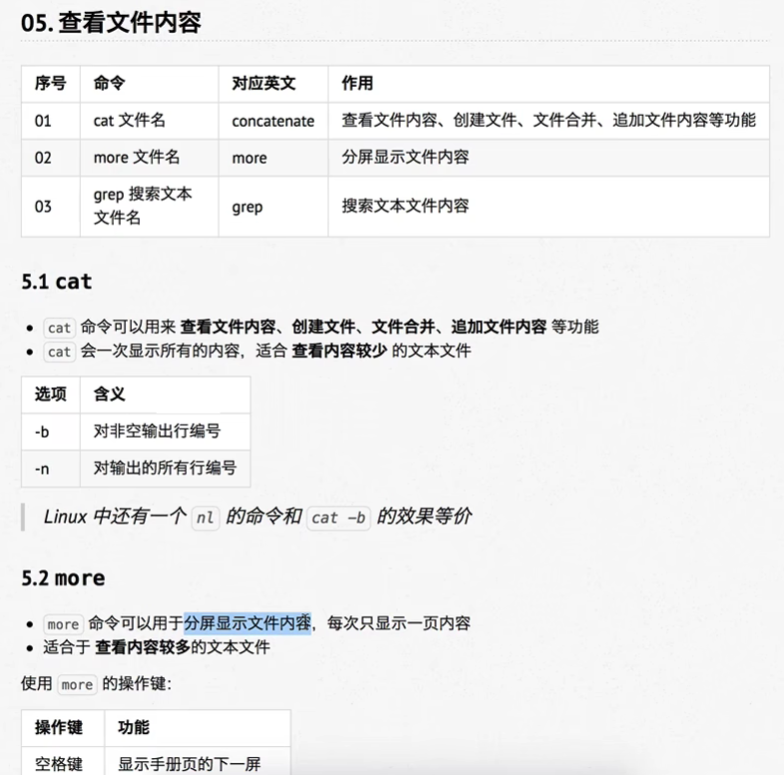 05. 查看文件内容
序号 命令 对应英文 作用
01 cat 文件名 concatenate 查看文件内容、创建文件、文件合并、追加文件内容等功能
02 more 文件名 more 分屏显示文件内容
03 grep 搜索文本 文件名 grep 搜索文本文件内容
5.1 cat
• cat 命令可以用来 查看文件内容、创建文件、文件合并、追加文件内容 等功能
• cat 会一次显示所有的内容，适合 查看内容较少 的文本文件
选项 含义
-b 对非空输出行编号
-n 对输出的所有行编号
Linux 中还有一个 nl 的命令和 cat -b 的效果等价
5.2 more
• more 命令可以用于分屏显示文件内容，每次只显示一页内容
• 适合于 查看内容较多的文本文件
使用 more 的操作键：
操作键 功能
空格键 显示手册页的下一屏